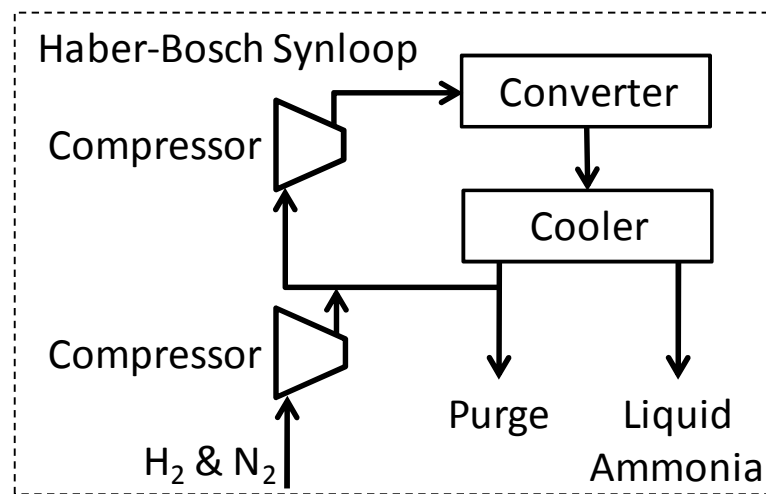 Haber-Bosch Synloop
Converter
Compressor
Cooler
Compressor
Purge
Liquid
Ammonia
H₂ & N₂